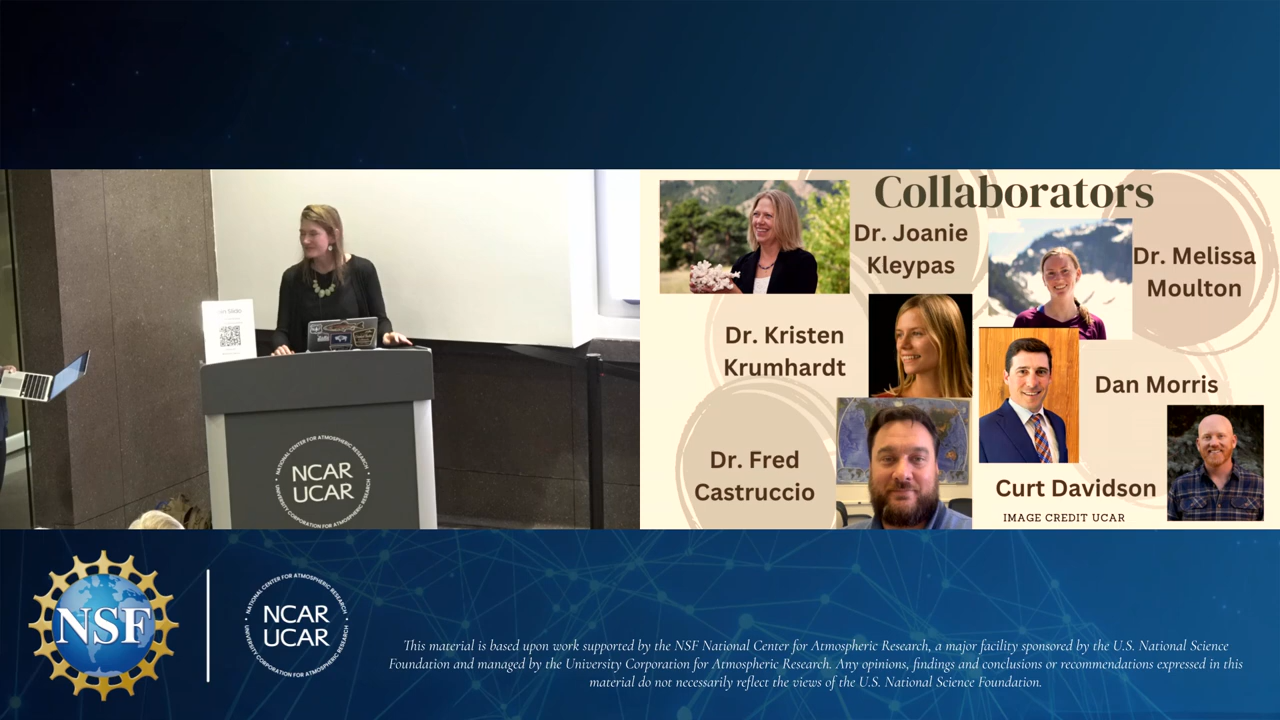 Collaborators
Dr. Joanie
Kleypas
Dr. Melissa
Moulton
Dr. Kristen
Krumhardt
Dan Morris
Dr. Fred
Castruccio
Curt Davidson
IMAGE CREDIT UCAR
NATIONAL CENTER FOR ATMOSPHERIC RESEARCH
NCAR
UCAR
UNIVERSITY CORPORATION FOR ATMOSPHERIC RESEARCH
NSF
NATIONAL CENTER FOR ATMOSPHERIC RESEARCH
NCAR
UCAR
UNIVERSITY CORPORATION FOR ATMOSPHERIC RESEARCH
This material is based upon work supported by the NSF National Center for Atmospheric Research, a major facility sponsored by the U.S. National Science
Foundation and managed by the University Corporation for Atmospheric Research. Any opinions, findings and conclusions or recommendations expressed in this
material do not necessarily reflect the views of the U.S. National Science Foundation.